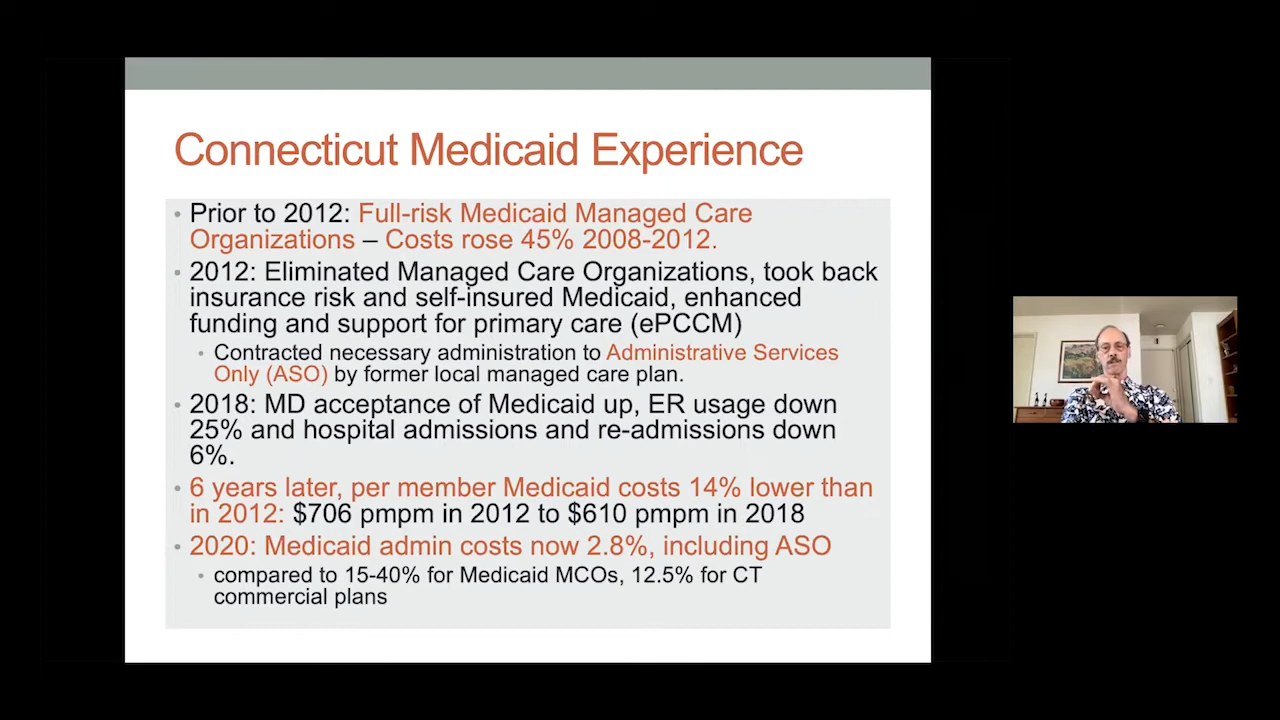 Connecticut Medicaid Experience
• Prior to 2012: Full-risk Medicaid Managed Care
Organizations – Costs rose 45% 2008-2012.
• 2012: Eliminated Managed Care Organizations, took back
insurance risk and self-insured Medicaid, enhanced
funding and support for primary care (ePCCM)
• Contracted necessary administration to Administrative Services
Only (ASO) by former local managed care plan.
• 2018: MD acceptance of Medicaid up, ER usage down
25% and hospital admissions and re-admissions down
6%.
• 6 years later, per member Medicaid costs 14% lower than
in 2012: $706 pmpm in 2012 to $610 pmpm in 2018
• 2020: Medicaid admin costs now 2.8%, including ASO
• compared to 15-40% for Medicaid MCOs, 12.5% for CT
commercial plans